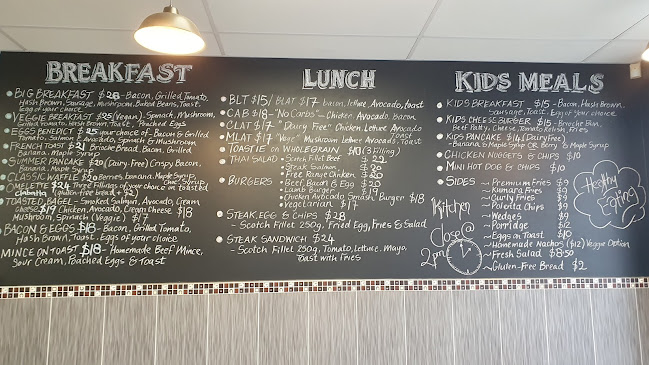 BREAKFAST
BIG BREAKFAST $28 - Bacon, Grilled Tomato,
Hash Brown, Sausage, Mushroom, Baked Beans, Toast
Egg of your choice
VEGGIE BREAKFAST $25 (Vegan), Spinach, Mushroom,
Grilled Tomato, Hash Brown, Toast, Poached Eggs
EGGS BENEDICT $25 your choice of - Bacon & Grilled
Tomato, Salmon & Avocado, Spinach & Mushroom
FRENCH TOAST $21 Brioche Bread, Bacon, Grilled
Banana, Maple Syrup
SUMMER PANCAKE $20 (Dairy-Free) Crispy Bacon,
Banana, Maple Syrup
CLASSIC WAFFLE $20 Berries, banana, Maple Syrup
OMELETTE $24 Three Fillings of your choice on toasted
ciabatta (gluten-free bread + $2)
TOASTED BAGEL - Smoked Salmon, Avocado, Cream
cheese $19 Chicken, Avocado, Cream Cheese $18
Mushroom, Spinach (Veggie) $17
BACON & EGGS $18 - Bacon, Grilled Tomato,
Hash Brown, Toast, Eggs of your choice
MINCE ON TOAST $18 - Homemade Beef Mince,
Sour Cream, Poached Eggs & Toast
LUNCH
BLT $15/ BLAT $17 bacon, lettuce, Avocado, toast
CAB $18 - "No Carbs" - Chicken, Avocado, Bacon
CLAT $17 "Dairy Free" Chicken, Lettuce, Avocado
Toast
MLAT $17 "Vege" Mushroom Lettuce, Avocado, Toast
TOASTIE on WHOLEGRAIN (3 Filling)
THAI SALAD - Scotch Fillet Beef $ 22
Steak Salmon $
Free Range Chicken $ 20
BURGERS Beef, Bacon & Egg $ 20
Lamb Burger $ 19
Chicken, Avocado Smash, Burger $18
Vegetarian $ 17
STEAK, EGG & CHIPS $28
- Scotch Fillet 250g, Fried Egg, Fries & Salad
STEAK SANDWICH $24
- Scotch Fillet 250g, Tomato, Lettuce, Mayo
Toast with Fries
KIDS MEALS
KIDS BREAKFAST $15 - Bacon, Hash Brown,
Sausage, Toast, Egg of your choice
KIDS CHEESE BURGER $15 - Brioche Bun,
Beef Patty, Cheese, Tomato, Relish, Fries
KIDS PANCAKE $14 (Dairy Free)
- Banana & Maple Syrup OR Berry & Maple Syrup
CHICKEN NUGGETS & CHIPS $10
MINI HOT DOG & CHIPS $10
SIDES ~ Premium Fries $9
~ Kumara Fries $9
~ Curly Fries $9
~ Polenta Chips $9
~ Wedges $9
~ Porridge $12
~ Eggs on Toast $10
~ Homemade Nachos ($12) Veggie Option
~ Fresh Salad $8.50
~ Gluten-Free Bread $2
Kitchen
Close@
2pm
Healthy
Eating